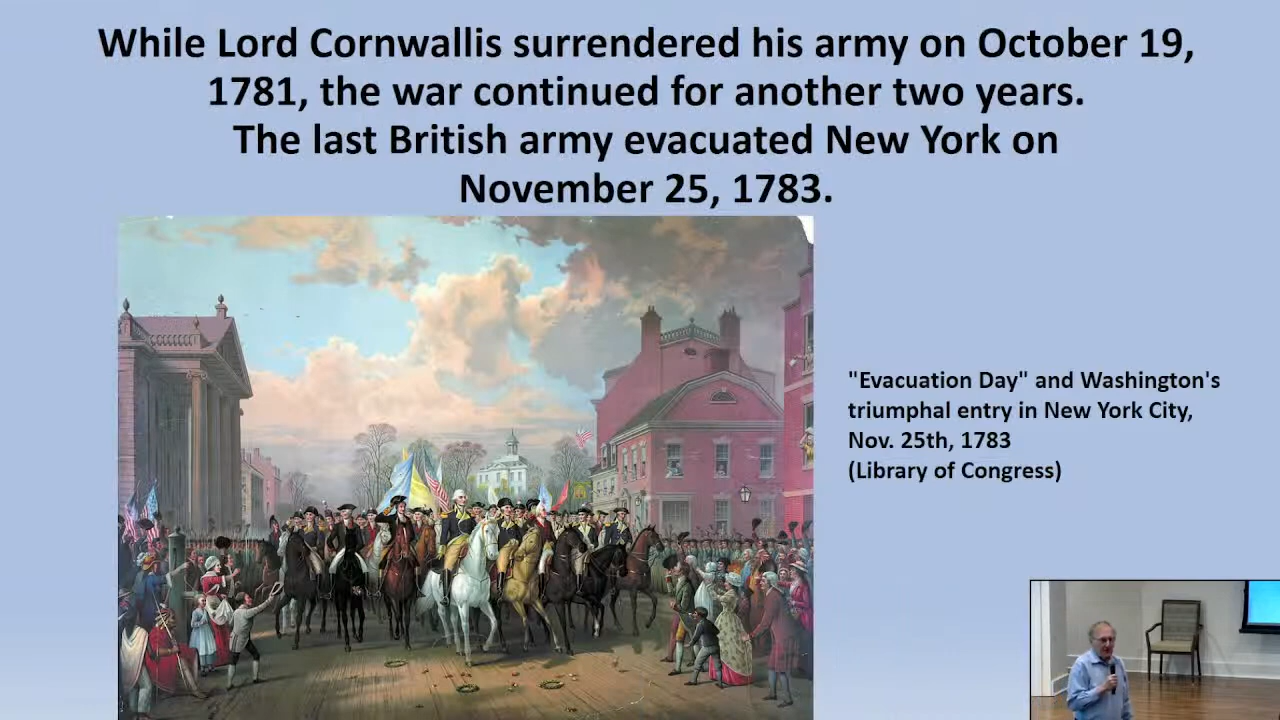 While Lord Cornwallis surrendered his army on October 19,
1781, the war continued for another two years.
The last British army evacuated New York on
November 25, 1783.
"Evacuation Day" and Washington's
triumphal entry in New York City,
Nov. 25th, 1783
(Library of Congress)